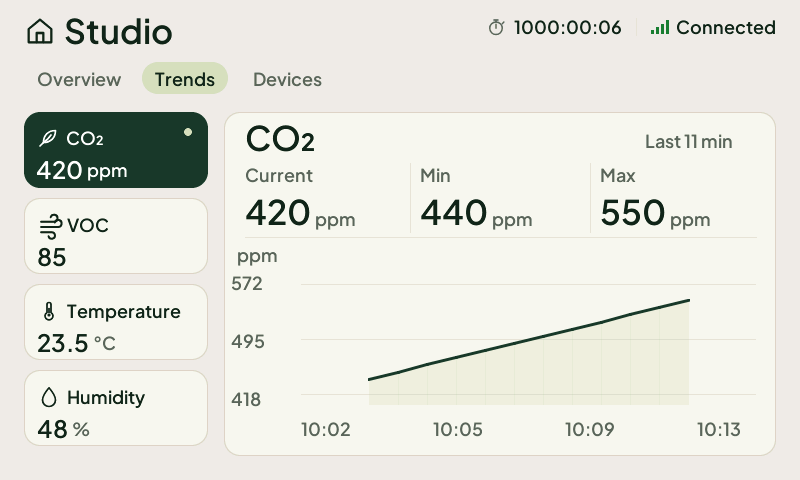 Studio
1000:00:06
Connected
Overview
Trends
Devices
CO₂
420 ppm
VOC
85
Temperature
23.5 °C
Humidity
48 %
CO₂
Last 11 min
Current
420 ppm
Min
440 ppm
Max
550 ppm
ppm
572
495
418
10:02
10:05
10:09
10:13